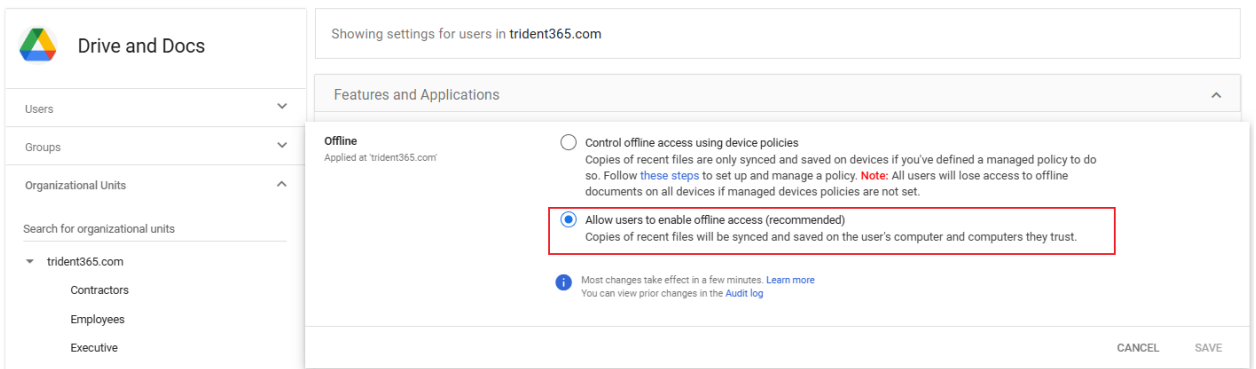 Drive and Docs
Users
Groups
Organizational Units
Search for organizational units
trident365.com
Contractors
Employees
Executive
Showing settings for users in trident365.com
Features and Applications
Offline
Applied at 'trident365.com'
Control offline access using device policies
Copies of recent files are only synced and saved on devices if you've defined a managed policy to do
so. Follow these steps to set up and manage a policy. Note: All users will lose access to offline
documents on all devices if managed devices policies are not set.
Allow users to enable offline access (recommended)
Copies of recent files will be synced and saved on the user's computer and computers they trust.
Most changes take effect in a few minutes. Learn more
You can view prior changes in the Audit log
CANCEL
SAVE